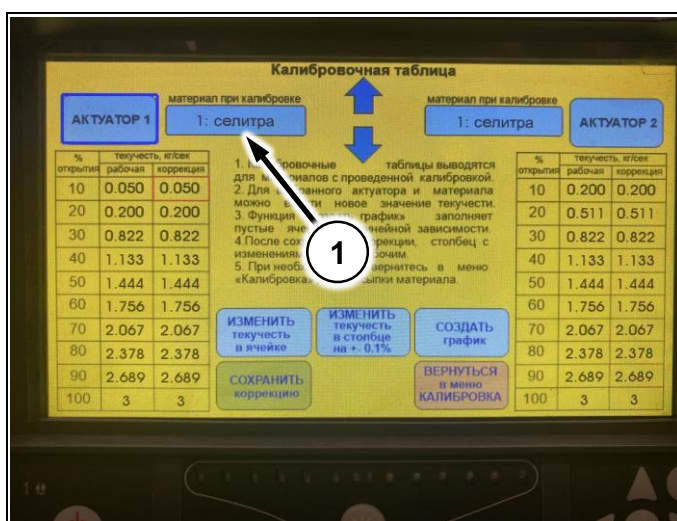 Калибровочная таблица
материал при калибровке
материал при калибровке
АКТУАТОР 1
1: селитра
1: селитра
АКТУАТОР 2
% открытия
текучесть, кг/сек
рабочая коррекция
10 0.050 0.050
20 0.200 0.200
30 0.822 0.822
40 1.133 1.133
50 1.444 1.444
60 1.756 1.756
70 2.067 2.067
80 2.378 2.378
90 2.689 2.689
100 3 3
1. таблицы выводятся
для материалов с проведенной калибровкой.
2. Для актуатора и материала
можно новое значение текучести.
3. Функция график» заполняет
пустые зависимости.
4.После столбец с
5. При вернитесь в меню
«Калибровка» материала.
1
ИЗМЕНИТЬ
текучесть
в ячейке
ИЗМЕНИТЬ
текучесть
в столбце
на +- 0.1%
СОЗДАТЬ
график
СОХРАНИТЬ
коррекцию
ВЕРНУТЬСЯ
в меню
КАЛИБРОВКА
% открытия
текучесть, кг/сек
рабочая коррекция
10 0.200 0.200
20 0.511 0.511
30 0.822 0.822
40 1.133 1.133
50 1.444 1.444
60 1.756 1.756
70 2.067 2.067
80 2.378 2.378
90 2.689 2.689
100 3 3